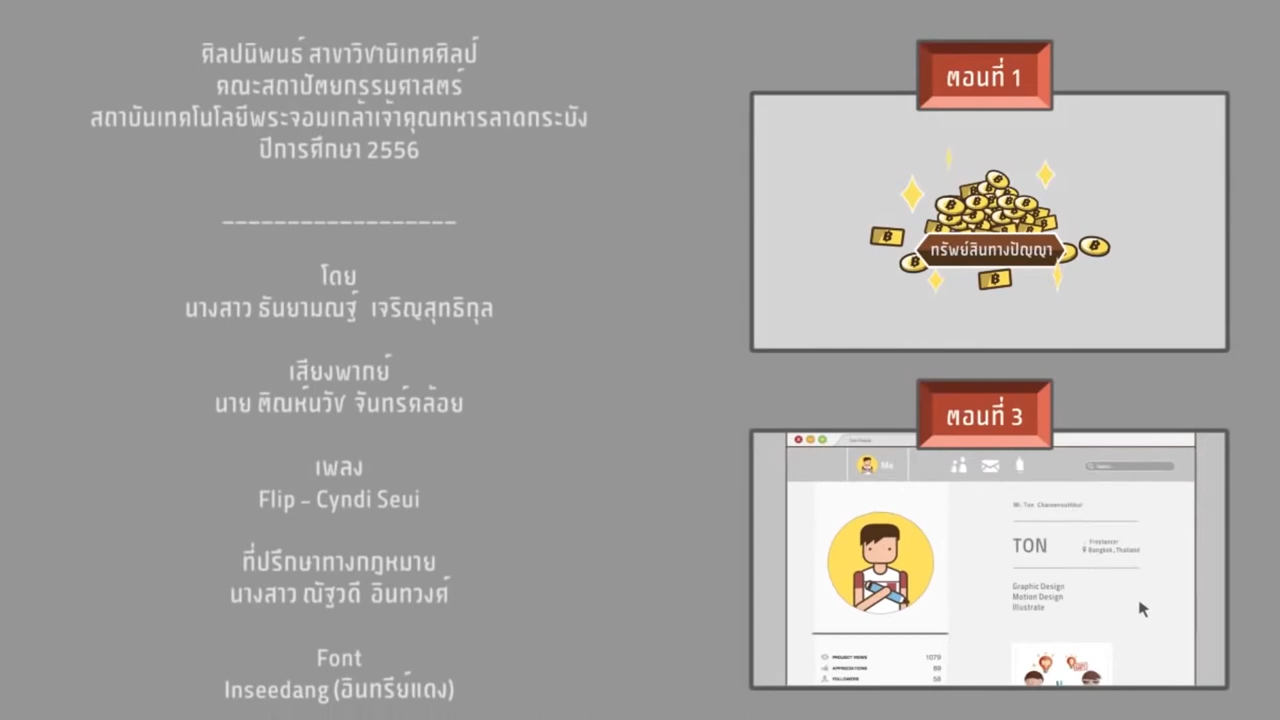 ศิลปนิพนธ์ สาขาวิชานิเทศศิลป์
คณะสถาปัตยกรรมศาสตร์
สถาบันเทคโนโลยีพระจอมเกล้าเจ้าคุณทหารลาดกระบัง
ปีการศึกษา 2556
------------------
โดย
นางสาว ธันยามณฐ์ เจริญสุทธิกุล
เสียงพากย์
นาย ติณห์นวัช จันทร์คล้อย
เพลง
Flip - Cyndi Seui
ที่ปรึกษาทางกฎหมาย
นางสาว ณัฐวดี อินทวงศ์
Font
Inseedang (อินทรีย์แดง)
ตอนที่ 1
฿
ทรัพย์สินทางปัญญา
ตอนที่ 3
Me
TON
Freelancer
Bangkok, Thailand
Graphic Design
Motion Design
Illustrate
PROJECT VIEWS 1079
APPRECIATIONS 89
FOLLOWERS 58